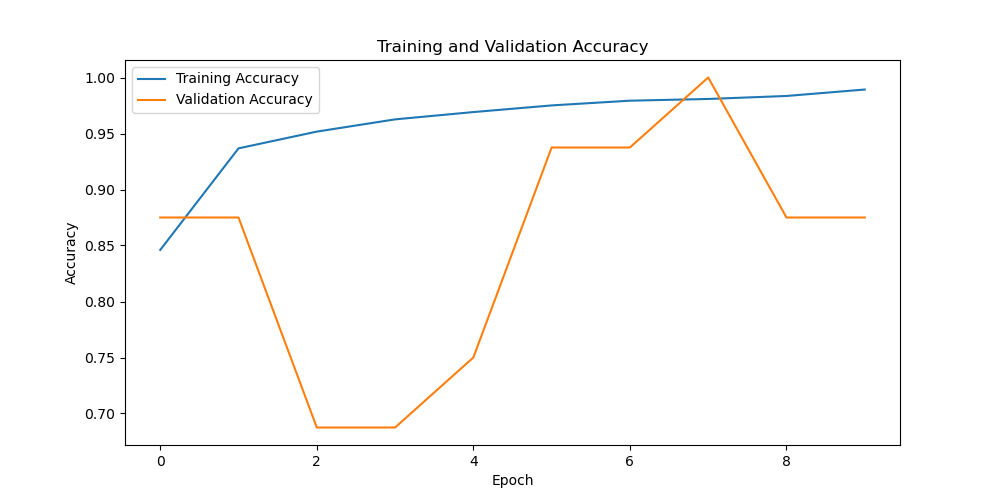 Training and Validation Accuracy
Training Accuracy
Validation Accuracy
1.00
0.95
0.90
0.85
0.80
0.75
0.70
Accuracy
0 2 4 6 8
Epoch